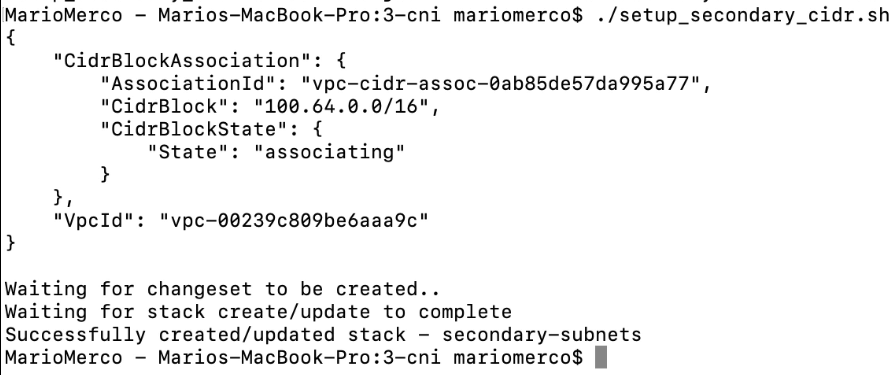 MarioMerco - Marios-MacBook-Pro:3-cni mariomerco$ ./setup_secondary_cidr.sh
{
    "CidrBlockAssociation": {
        "AssociationId": "vpc-cidr-assoc-0ab85de57da995a77",
        "CidrBlock": "100.64.0.0/16",
        "CidrBlockState": {
            "State": "associating"
        }
    },
    "VpcId": "vpc-00239c809be6aaa9c"
}

Waiting for changeset to be created..
Waiting for stack create/update to complete
Successfully created/updated stack - secondary-subnets
MarioMerco - Marios-MacBook-Pro:3-cni mariomerco$